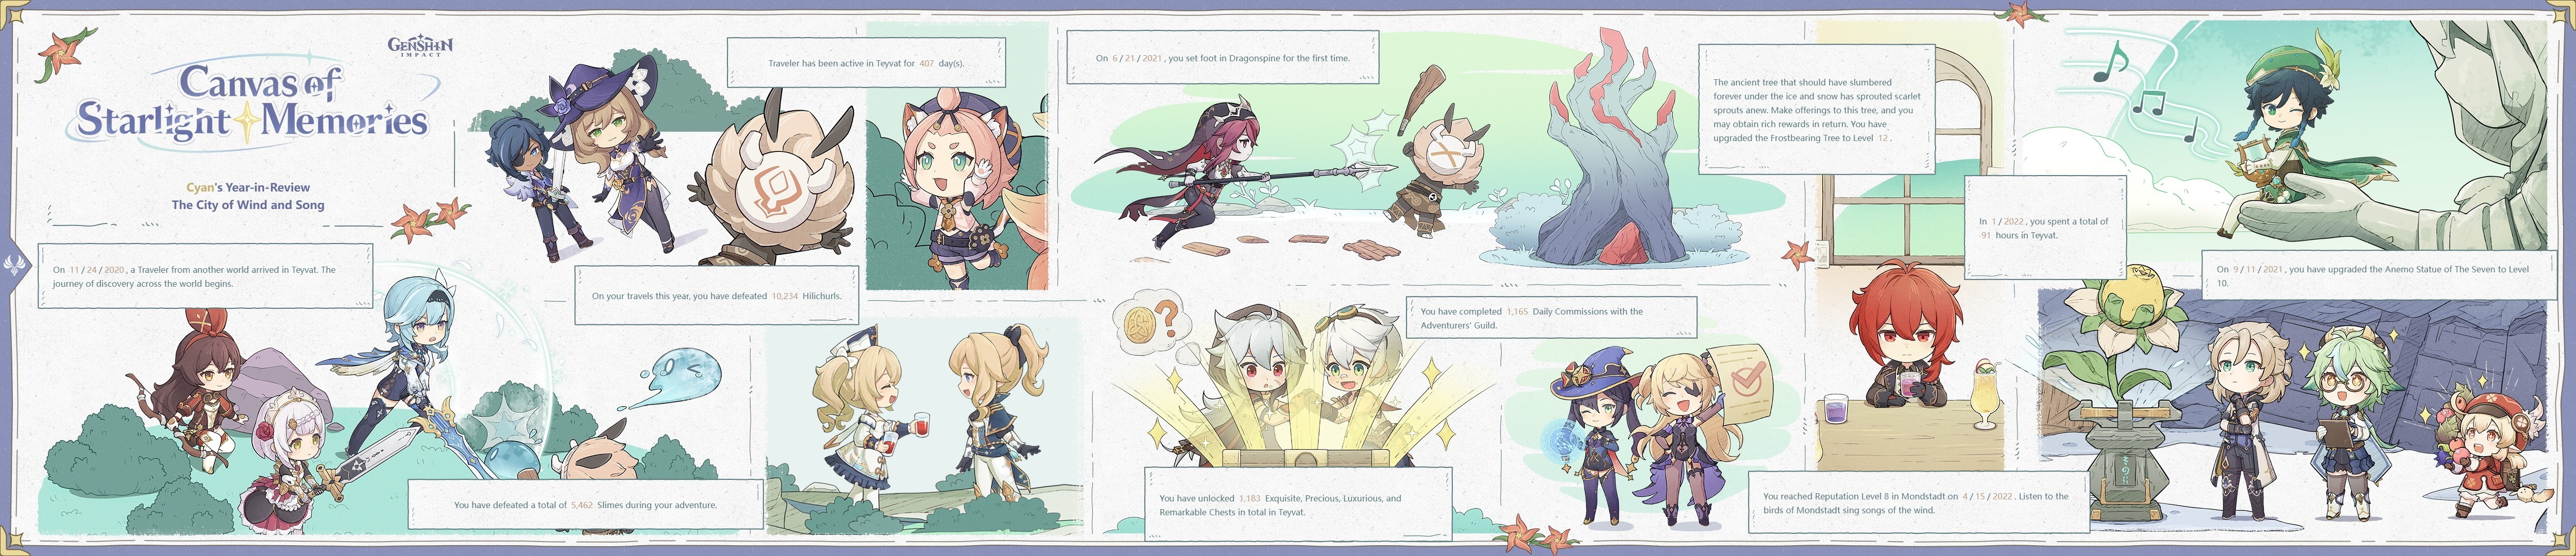 GENSHIN
IMPACT
Canvas of
Starlight Memories
Cyan's Year-in-Review
The City of Wind and Song
On 11 / 24 / 2020 , a Traveler from another world arrived in Teyvat. The
journey of discovery across the world begins.
You have defeated a total of 5,462 Slimes during your adventure.
On your travels this year, you have defeated 10,234 Hilichurls.
Traveler has been active in Teyvat for 407 day(s).
On 6 / 21 / 2021 , you set foot in Dragonspine for the first time.
The ancient tree that should have slumbered
forever under the ice and snow has sprouted scarlet
sprouts anew. Make offerings to this tree, and you
may obtain rich rewards in return. You have
upgraded the Frostbearing Tree to Level 12 .
You have unlocked 1,183 Exquisite, Precious, Luxurious, and
Remarkable Chests in total in Teyvat.
You have completed 1,165 Daily Commissions with the
Adventurers' Guild.
In 1 / 2022 , you spent a total of
91 hours in Teyvat.
On 9 / 11 / 2021 , you have upgraded the Anemo Statue of The Seven to Level
10.
You reached Reputation Level 8 in Mondstadt on 4 / 15 / 2022 . Listen to the
birds of Mondstadt sing songs of the wind.